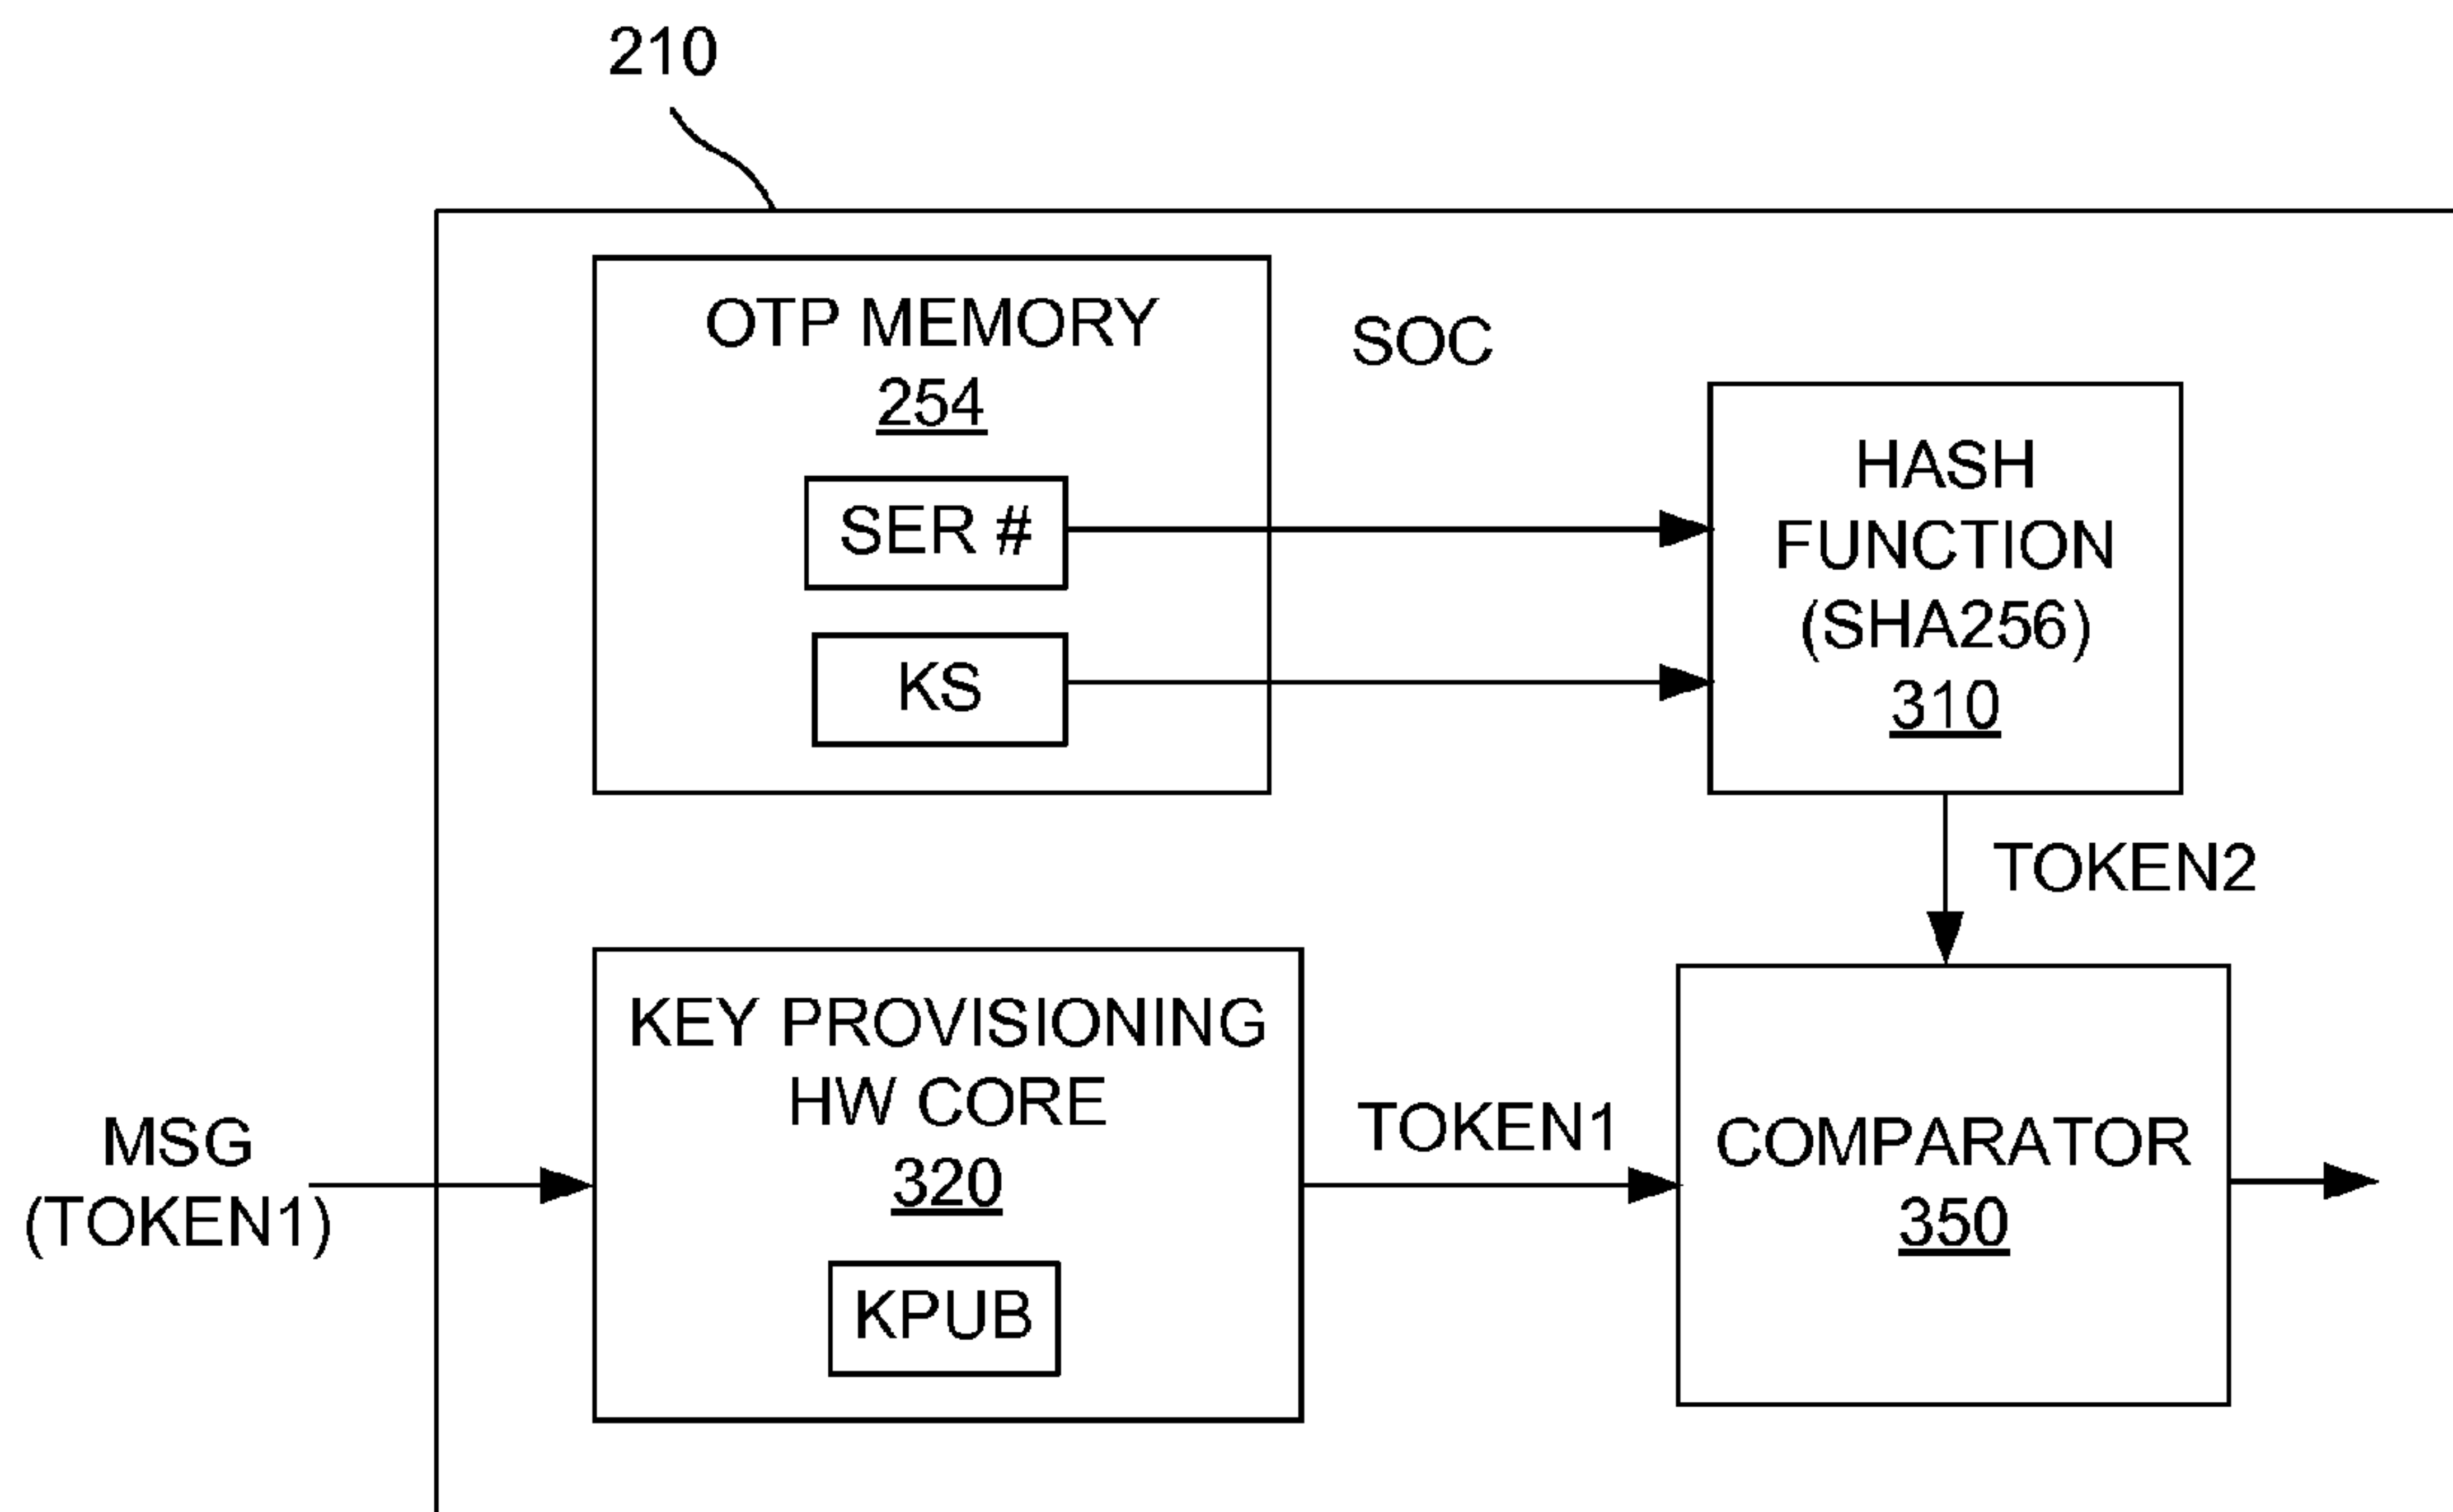 210
OTP MEMORY
254
SER #
KS
SOC
HASH
FUNCTION
(SHA256)
310
TOKEN2
KEY PROVISIONING
HW CORE
320
KPUB
MSG
(TOKEN1)
TOKEN1
COMPARATOR
350